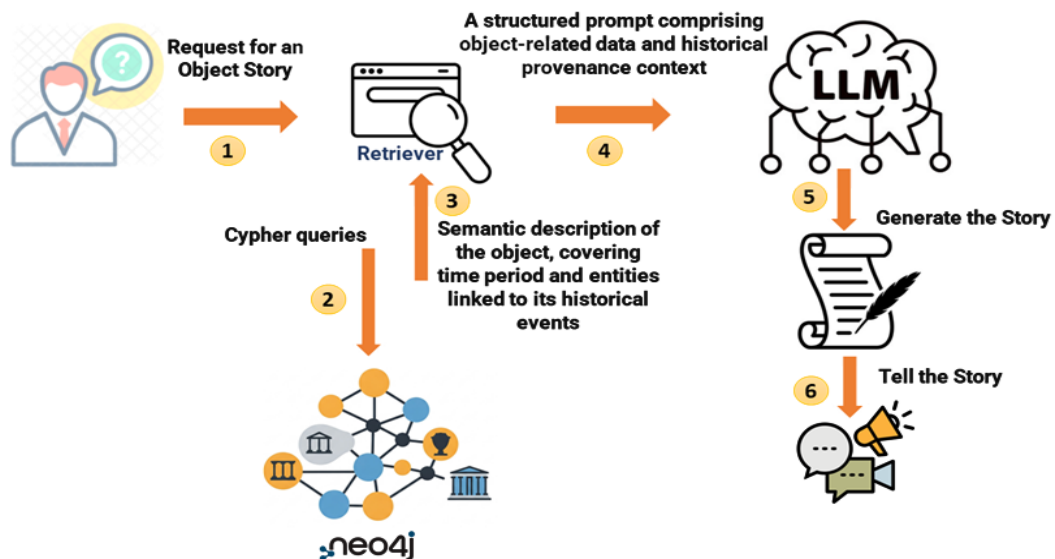 Request for an
Object Story
1
Retriever
A structured prompt comprising
object-related data and historical
provenance context
4
LLM
Cypher queries
2
3
Semantic description of
the object, covering
time period and entities
linked to its historical
events
neo4j
5
Generate the Story
6
Tell the Story